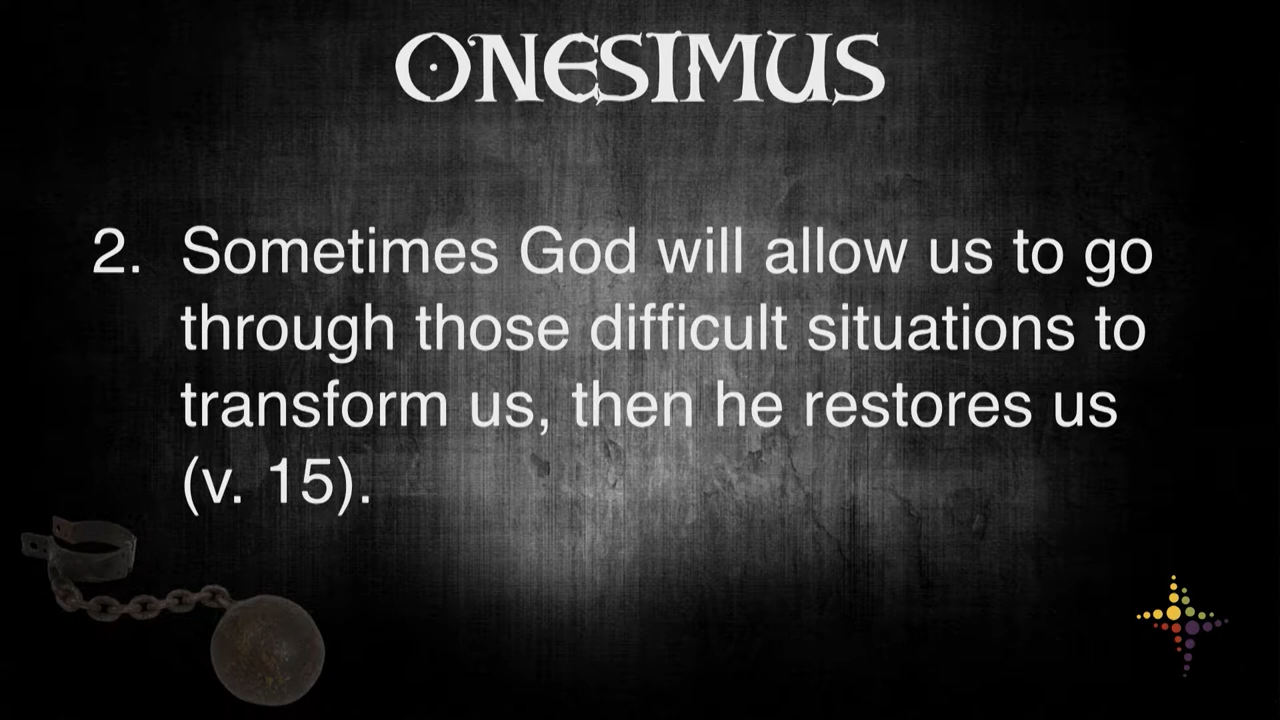 ONESIMUS
2. Sometimes God will allow us to go
through those difficult situations to
transform us, then he restores us
(v. 15).